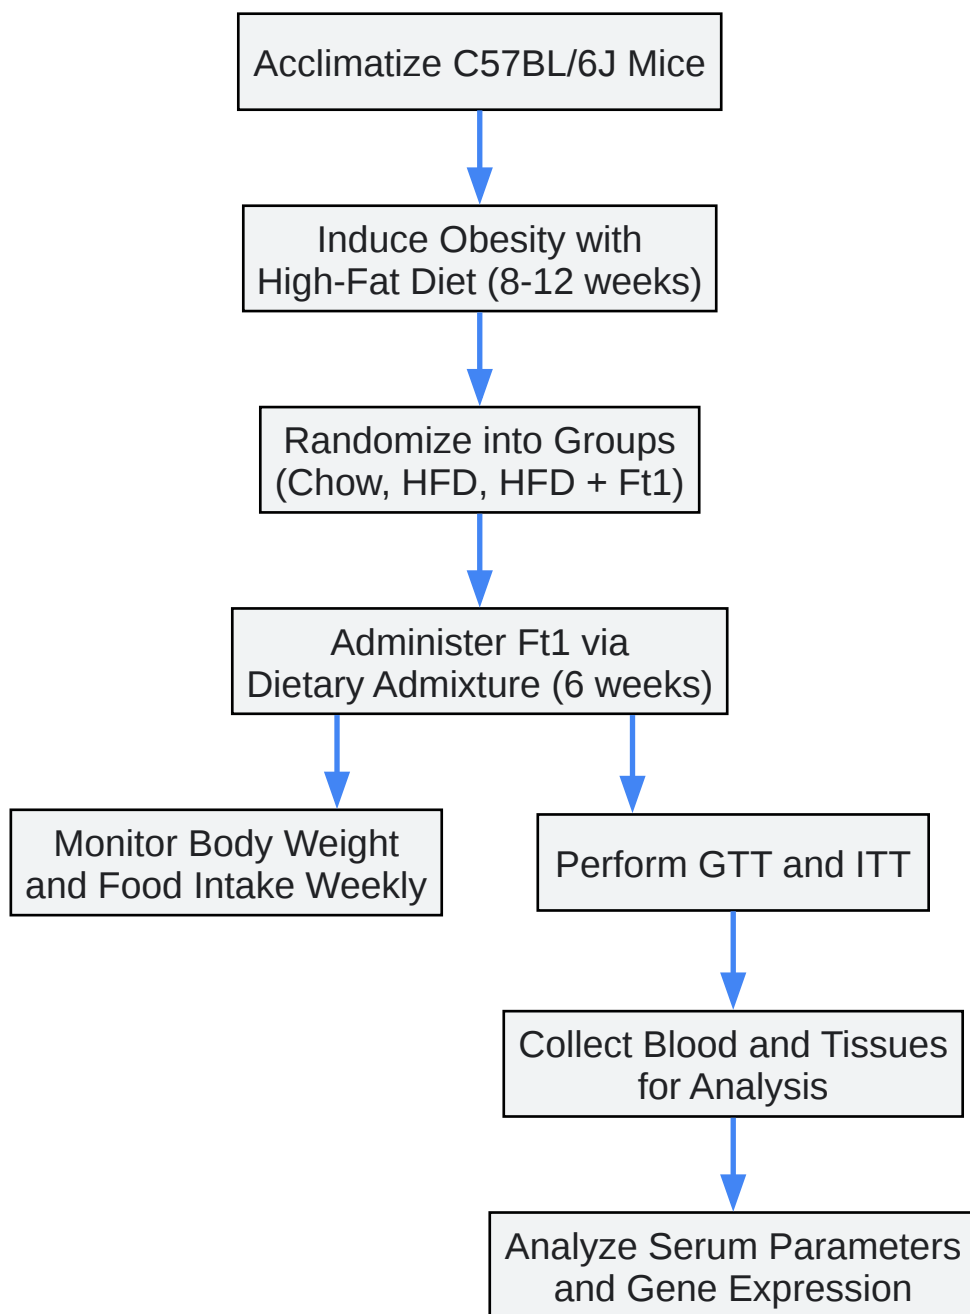 Acclimatize C57BL/6J Mice
Induce Obesity with
High-Fat Diet (8-12 weeks)
Randomize into Groups
(Chow, HFD, HFD + Ft1)
Administer Ft1 via
Dietary Admixture (6 weeks)
Monitor Body Weight
and Food Intake Weekly
Perform GTT and ITT
Collect Blood and Tissues
for Analysis
Analyze Serum Parameters
and Gene Expression